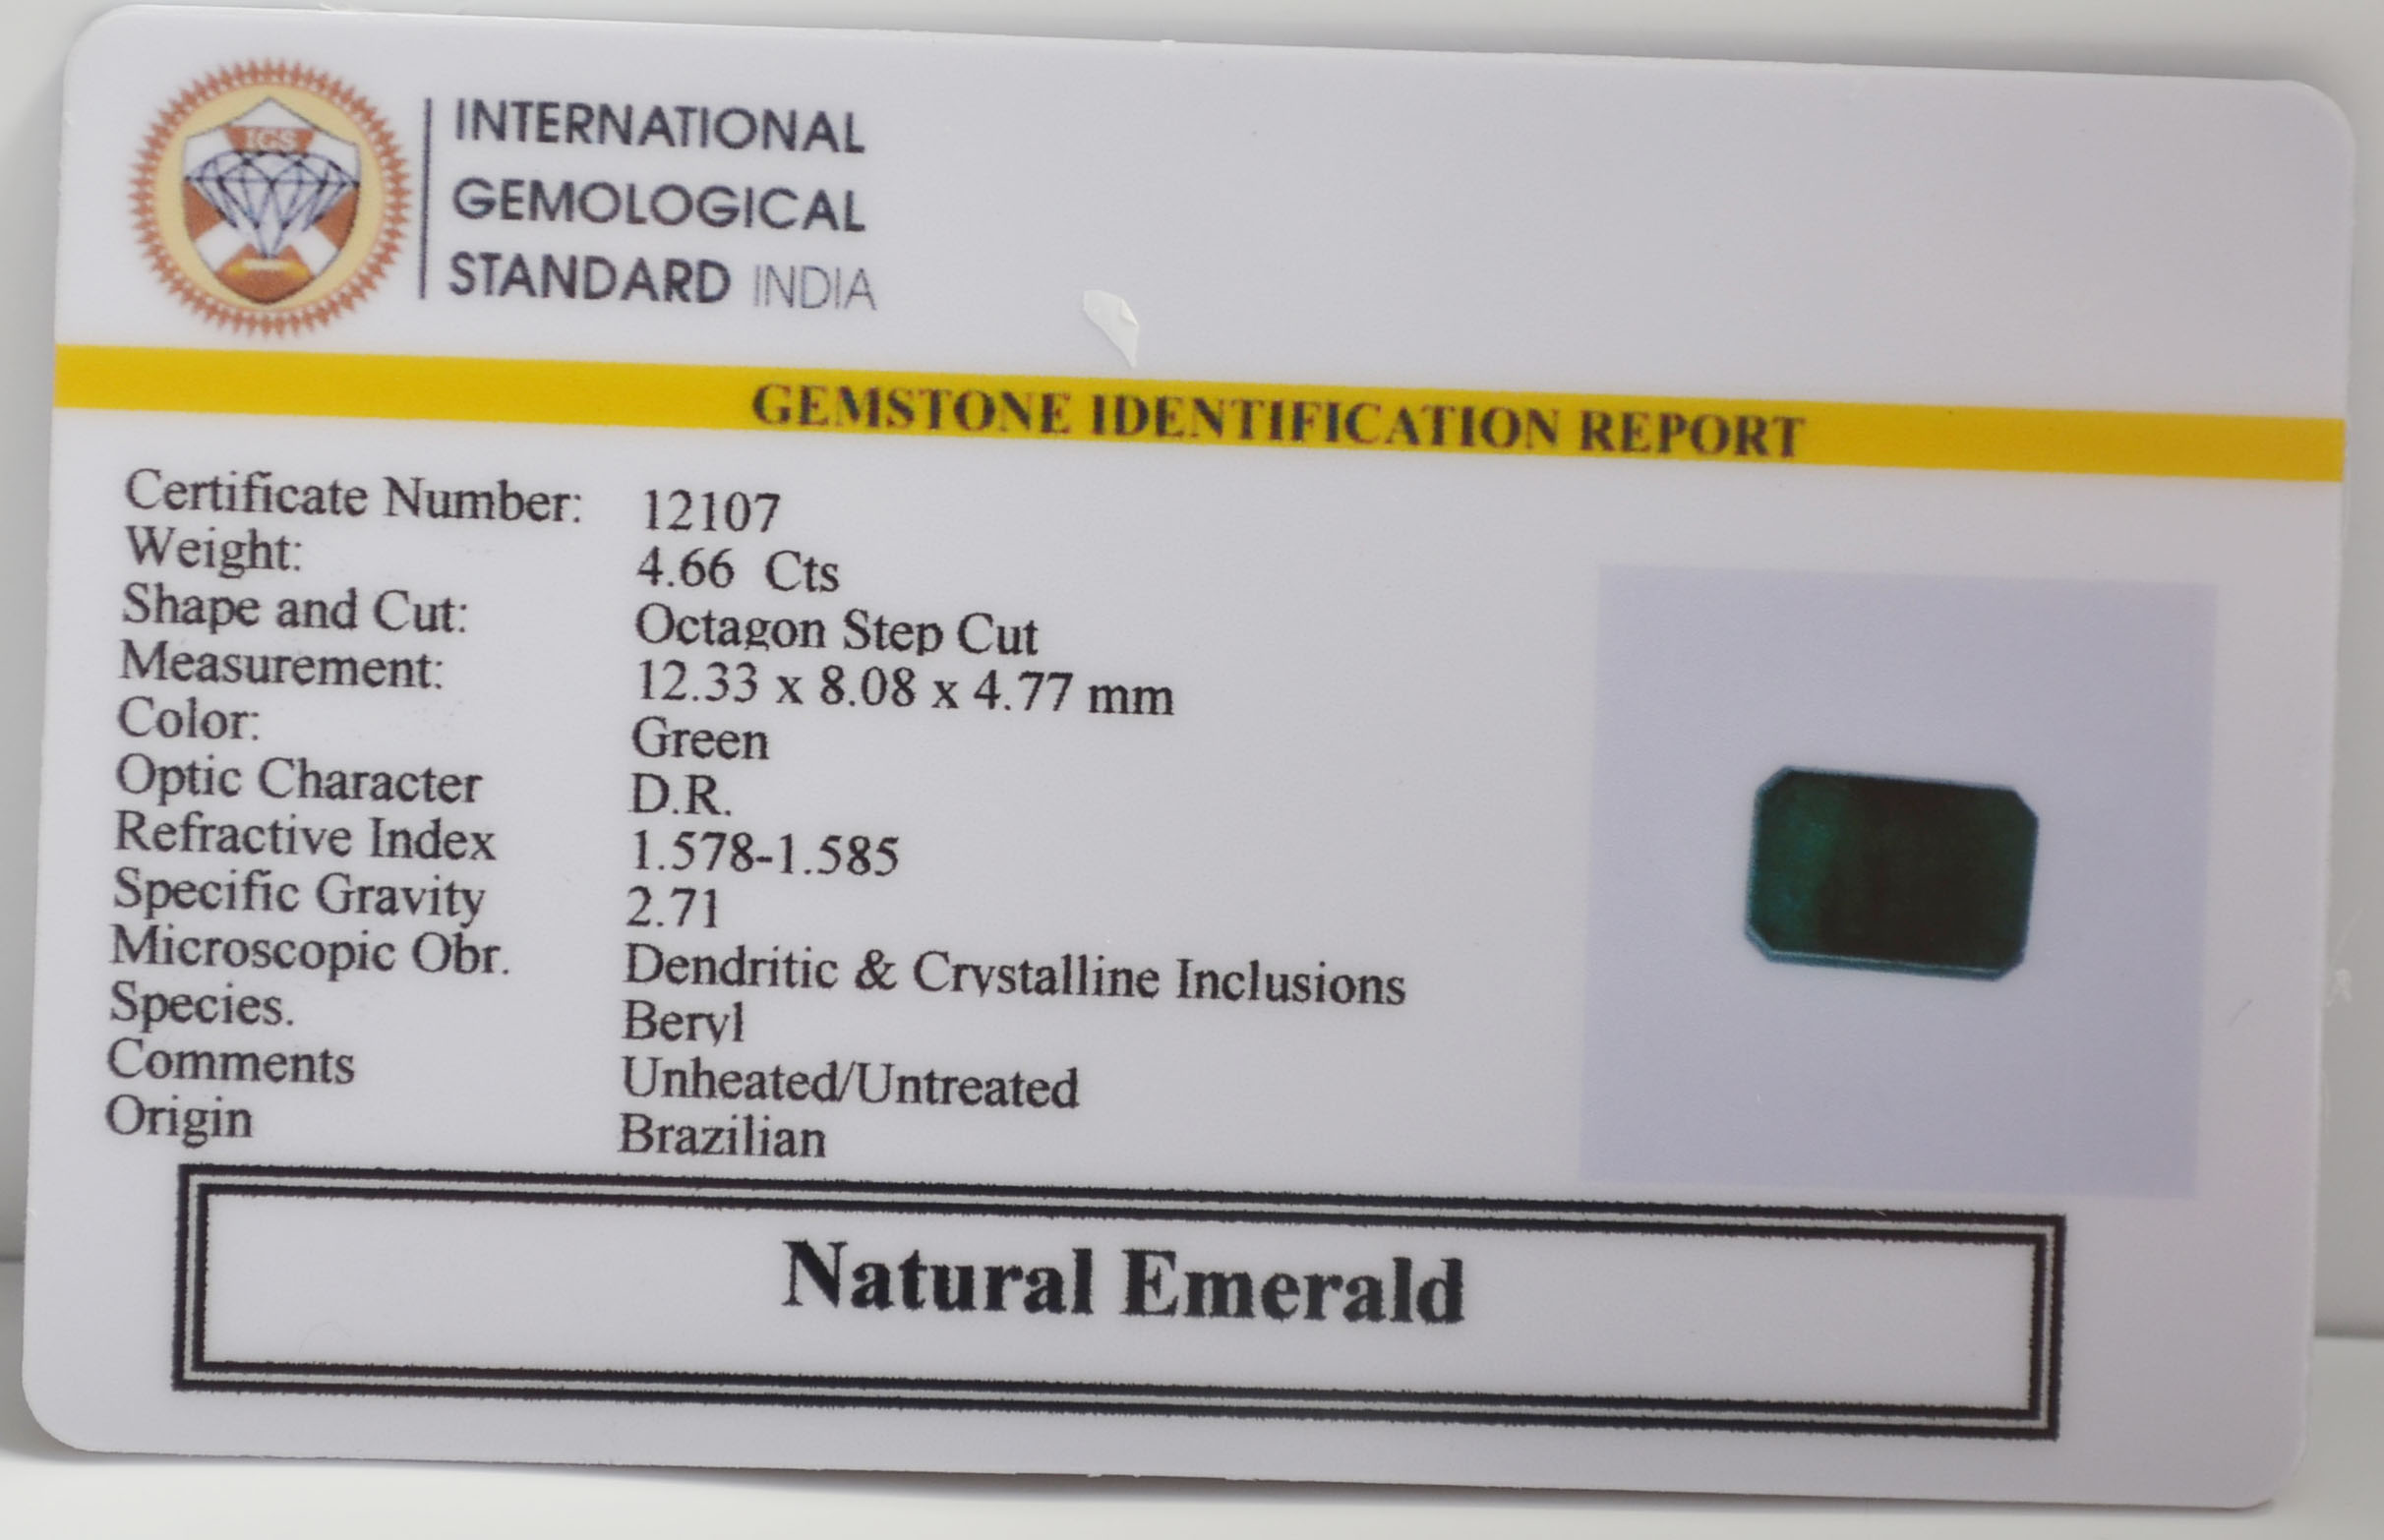 IGS
INTERNATIONAL
GEMOLOGICAL
STANDARD INDIA
GEMSTONE IDENTIFICATION REPORT
Certificate Number: 12107
Weight: 4.66 Cts
Shape and Cut: Octagon Step Cut
Measurement: 12.33 x 8.08 x 4.77 mm
Color: Green
Optic Character D.R.
Refractive Index 1.578-1.585
Specific Gravity 2.71
Microscopic Obr. Dendritic & Crystalline Inclusions
Species. Beryl
Comments Unheated/Untreated
Origin Brazilian
Natural Emerald